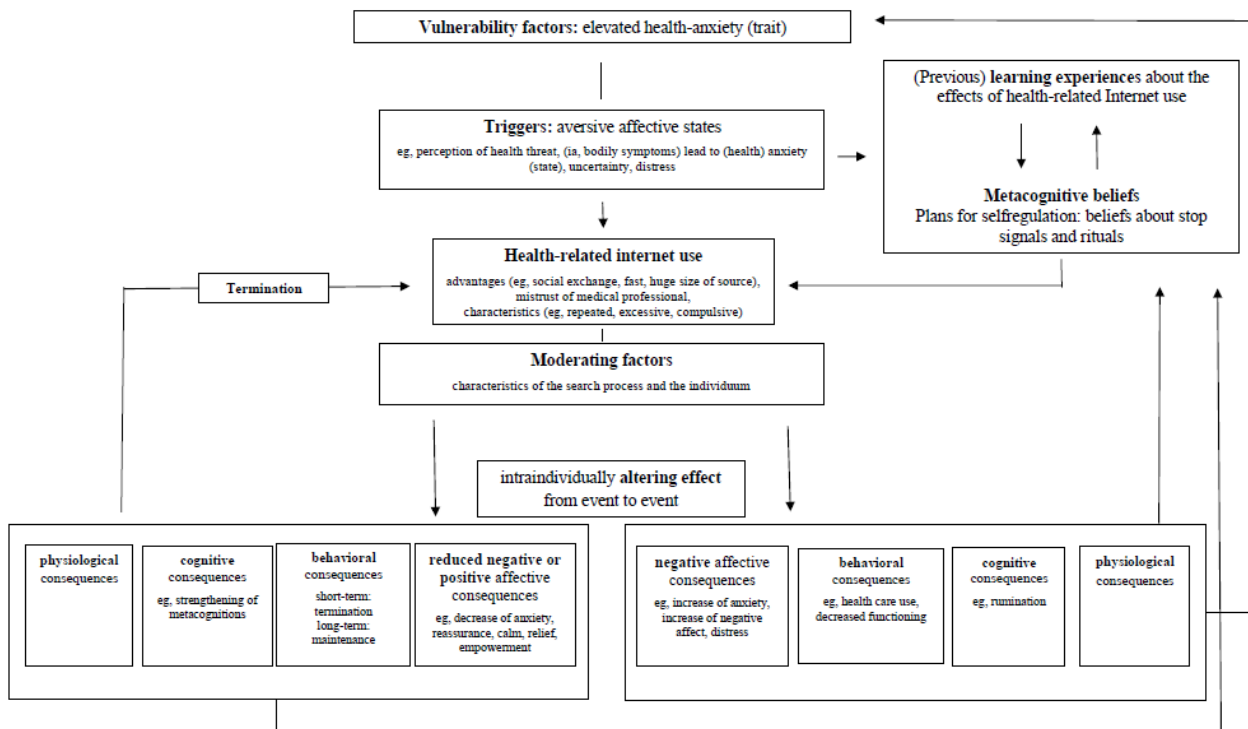 Vulnerability factors: elevated health-anxiety (trait)
(Previous) learning experiences about the
effects of health-related Internet use
Metacognitive beliefs
Plans for selfregulation: beliefs about stop
signals and rituals
Triggers: aversive affective states
eg, perception of health threat, (ia, bodily symptoms) lead to (health) anxiety
(state), uncertainty, distress
Health-related internet use
advantages (eg, social exchange, fast, huge size of source),
mistrust of medical professional,
characteristics (eg, repeated, excessive, compulsive)
Termination
Moderating factors
characteristics of the search process and the individuum
intraindividually altering effect
from event to event
physiological
consequences
cognitive
consequences
eg, strengthening of
metacognitions
behavioral
consequences
short-term:
termination
long-term:
maintenance
reduced negative or
positive affective
consequences
eg, decrease of anxiety,
reassurance, calm, relief,
empowerment
negative affective
consequences
eg, increase of anxiety,
increase of negative
affect, distress
behavioral
consequences
eg, health care use,
decreased functioning
cognitive
consequences
eg, rumination
physiological
consequences